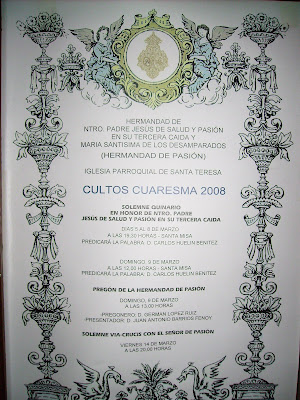 HERMANDAD DE
NTRO. PADRE JESÚS DE SALUD Y PASIÓN
EN SU TERCERA CAIDA Y
MARIA SANTISIMA DE LOS DESAMPARADOS
(HERMANDAD DE PASIÓN)
IGLESIA PARROQUIAL DE SANTA TERESA
CULTOS CUARESMA 2008
SOLEMNE QUINARIO
EN HONOR DE NTRO. PADRE
JESÚS DE SALUD Y PASIÓN EN SU TERCERA CAIDA
DIAS 5 AL 8 DE MARZO
A LAS 19,30 HORAS - SANTA MISA
PREDICARÁ LA PALABRA: D. CARLOS HUELIN BENITEZ
DOMINGO, 9 DE MARZO
A LAS 12,00 HORAS - SANTA MISA
PREDICARÁ LA PALABRA: D. CARLOS HUELIN BENITEZ
PREGÓN DE LA HERMANDAD DE PASIÓN
DOMINGO, 9 DE MARZO
A LAS 13,00 HORAS
PREGONERO: D. GERMAN LOPEZ RUIZ
PRESENTADOR: D. JUAN ANTONIO BARRIOS FENOY
SOLEMNE VIA-CRUCIS CON EL SEÑOR DE PASIÓN
VIERNES 14 DE MARZO
A LAS 20,00 HORAS